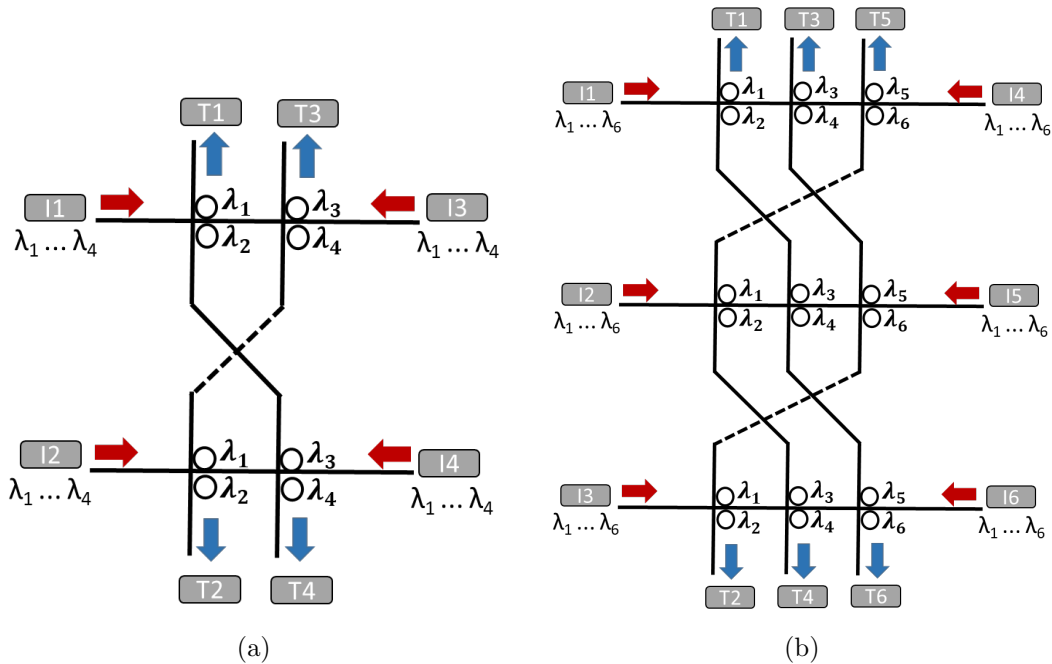 T1 T3
I1 λ₁ λ₃ I3
λ₁ … λ₄ λ₂ λ₄ λ₁ … λ₄
I2 λ₁ λ₃ I4
λ₁ … λ₄ λ₂ λ₄ λ₁ … λ₄
T2 T4
(a)
T1 T3 T5
I1 λ₁ λ₃ λ₅ I4
λ₁ … λ₆ λ₂ λ₄ λ₆ λ₁ … λ₆
I2 λ₁ λ₃ λ₅ I5
λ₁ … λ₆ λ₂ λ₄ λ₆ λ₁ … λ₆
I3 λ₁ λ₃ λ₅ I6
λ₁ … λ₆ λ₂ λ₄ λ₆ λ₁ … λ₆
T2 T4 T6
(b)